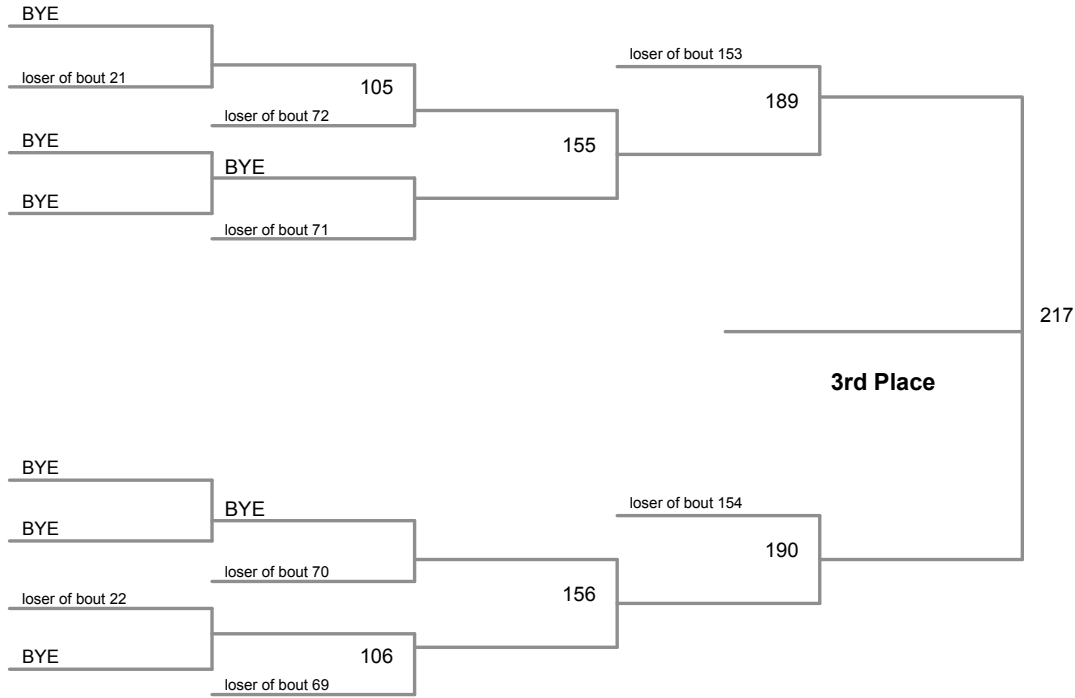 BYE
loser of bout 21
105
loser of bout 72
BYE
BYE
BYE
loser of bout 71
155
loser of bout 153
189
217
3rd Place
BYE
BYE
BYE
loser of bout 70
loser of bout 22
BYE
106
loser of bout 69
156
loser of bout 154
190